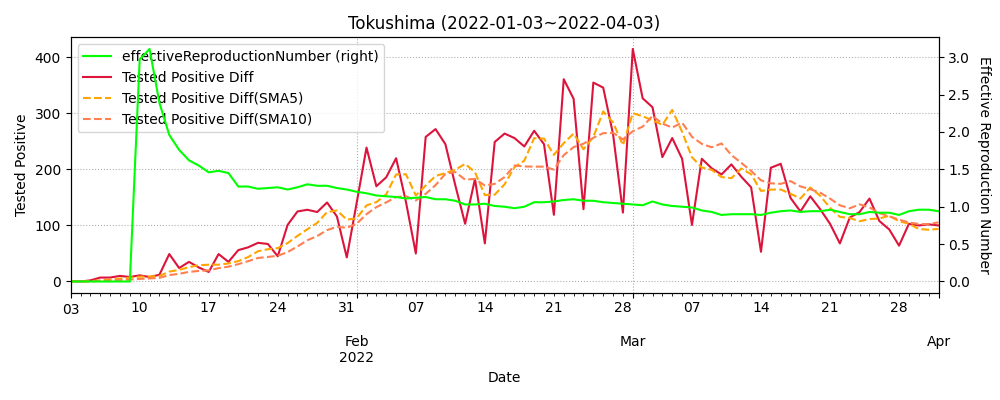 Tokushima (2022-01-03~2022-04-03)
effectiveReproductionNumber (right)
Tested Positive Diff
Tested Positive Diff(SMA5)
Tested Positive Diff(SMA10)
Tested Positive
400
300
200
100
0
Effective Reproduction Number
3.0
2.5
2.0
1.5
1.0
0.5
0.0
03 10 17 24 31 07 14 21 28 07 14 21 28
Feb Mar Apr
2022
Date